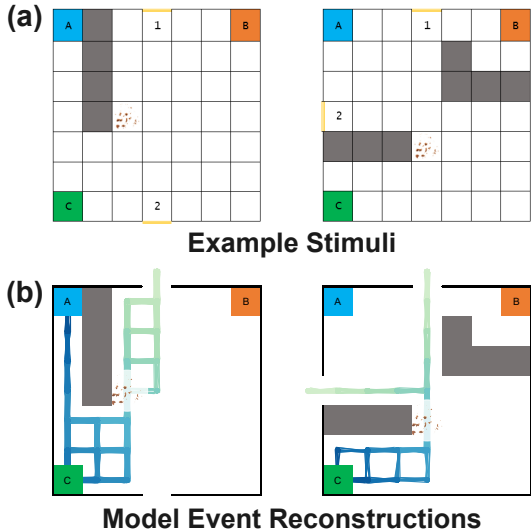 (a)
A 1 B
2
C
A 1 B
2
C
Example Stimuli
(b)
A B
C
A B
C
Model Event Reconstructions